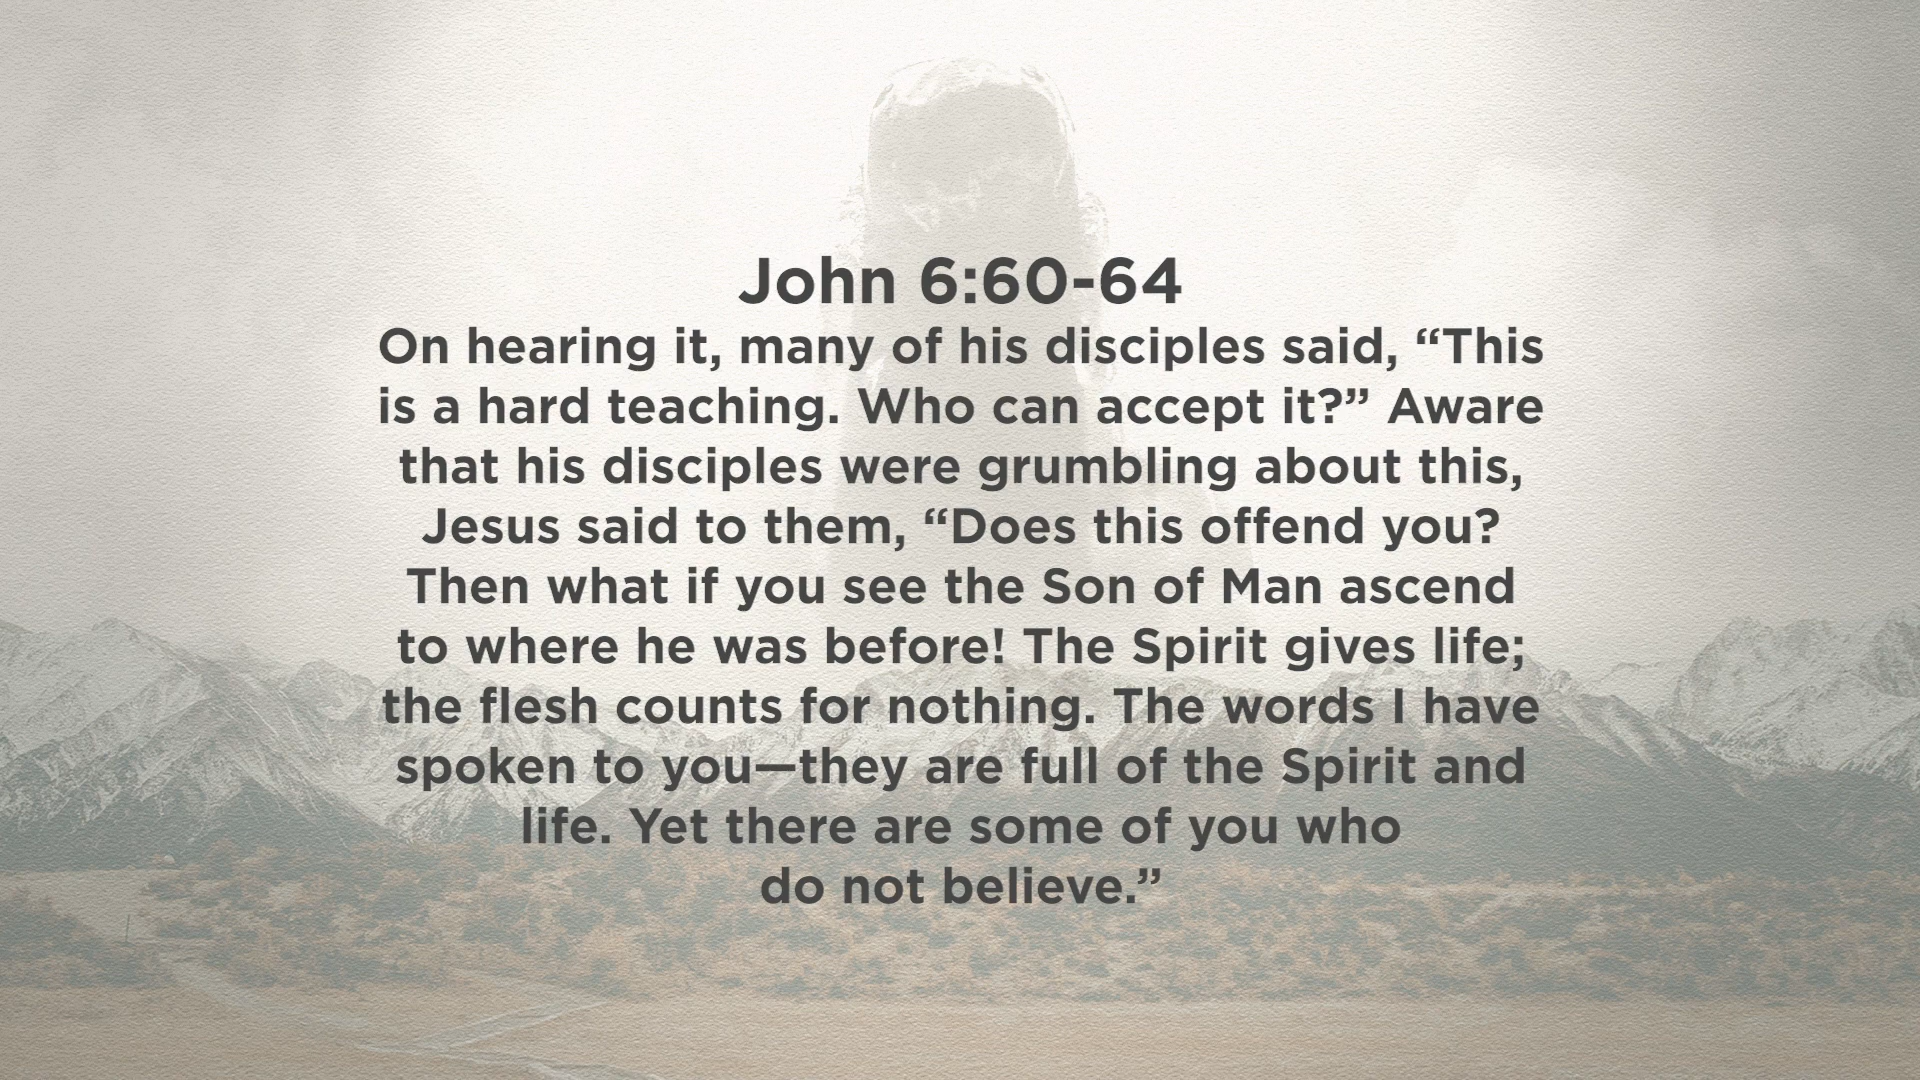 John 6:60-64
On hearing it, many of his disciples said, “This
is a hard teaching. Who can accept it?” Aware
that his disciples were grumbling about this,
Jesus said to them, “Does this offend you?
Then what if you see the Son of Man ascend
to where he was before! The Spirit gives life;
the flesh counts for nothing. The words I have
spoken to you—they are full of the Spirit and
life. Yet there are some of you who
do not believe.”